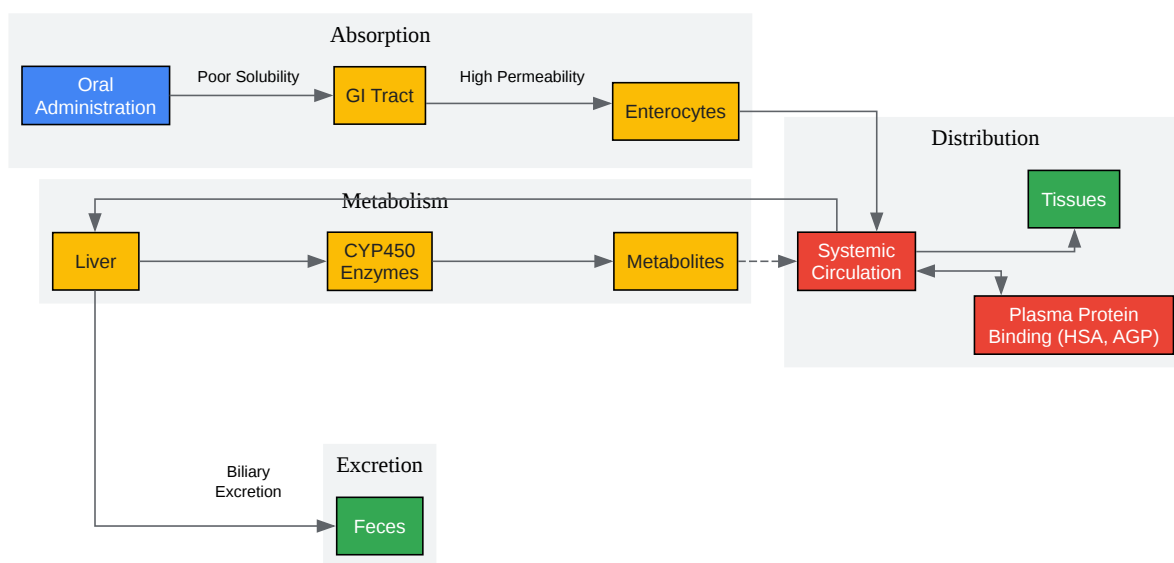 Absorption
Oral
Administration
Poor Solubility
GI Tract
High Permeability
Enterocytes
Distribution
Tissues
Systemic
Circulation
Plasma Protein
Binding (HSA, AGP)
Metabolism
Liver
CYP450
Enzymes
Metabolites
Biliary
Excretion
Excretion
Feces